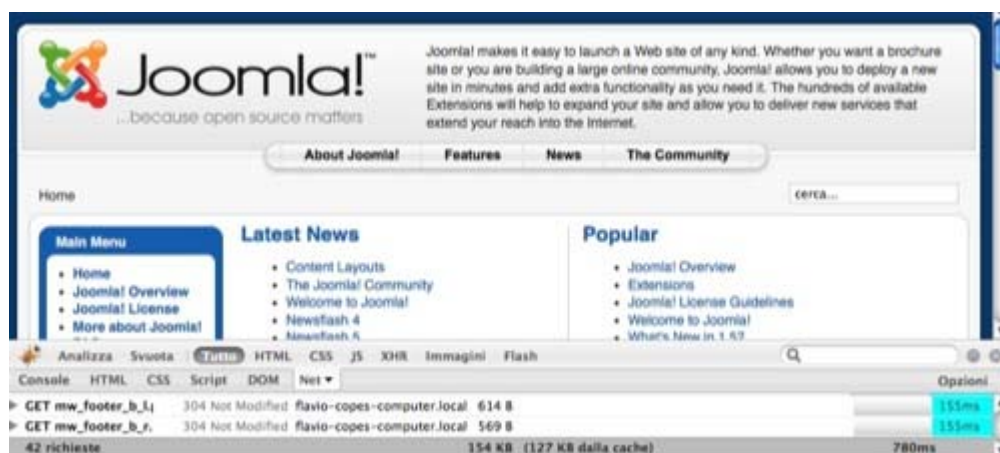 Joomla!™
...because open source matters
Joomla! makes it easy to launch a Web site of any kind. Whether you want a brochure
site or you are building a large online community, Joomla! allows you to deploy a new
site in minutes and add extra functionality as you need it. The hundreds of available
Extensions will help to expand your site and allow you to deliver new services that
extend your reach into the Internet.
About Joomla! Features News The Community
Home
cerca...
Main Menu
Home
Joomla! Overview
Joomla! License
More about Joomla!
Latest News
Content Layouts
The Joomla! Community
Welcome to Joomla!
Newsflash 4
Newsflash 5
Popular
Joomla! Overview
Extensions
Joomla! License Guidelines
Welcome to Joomla!
What's New in 1.5?
Analizza Svuota Tutto HTML CSS JS XHR Immagini Flash
Console HTML CSS Script DOM Net Opzioni
GET mw_footer_b_l. 304 Not Modified flavio-copes-computer.local 614 B 155ms
GET mw_footer_b_r. 304 Not Modified flavio-copes-computer.local 569 B 155ms
42 richieste 154 KB (127 KB dalla cache) 780ms